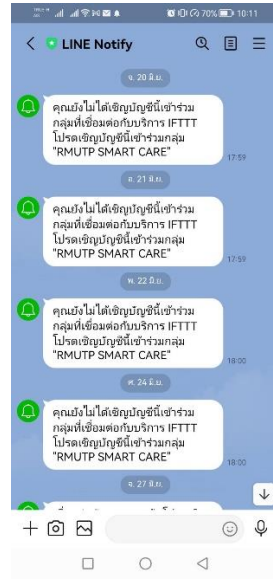 70% 10:11
LINE Notify
จ. 20 มิ.ย.
คุณยังไม่ได้เชิญบัญชีนี้เข้าร่วม
กลุ่มที่เชื่อมต่อกับบริการ IFTTT
โปรดเชิญบัญชีนี้เข้าร่วมกลุ่ม
"RMUTP SMART CARE"
17:59
อ. 21 มิ.ย.
คุณยังไม่ได้เชิญบัญชีนี้เข้าร่วม
กลุ่มที่เชื่อมต่อกับบริการ IFTTT
โปรดเชิญบัญชีนี้เข้าร่วมกลุ่ม
"RMUTP SMART CARE"
17:59
พ. 22 มิ.ย.
คุณยังไม่ได้เชิญบัญชีนี้เข้าร่วม
กลุ่มที่เชื่อมต่อกับบริการ IFTTT
โปรดเชิญบัญชีนี้เข้าร่วมกลุ่ม
"RMUTP SMART CARE"
18:00
ศ. 24 มิ.ย.
คุณยังไม่ได้เชิญบัญชีนี้เข้าร่วม
กลุ่มที่เชื่อมต่อกับบริการ IFTTT
โปรดเชิญบัญชีนี้เข้าร่วมกลุ่ม
"RMUTP SMART CARE"
18:00
จ. 27 มิ.ย.